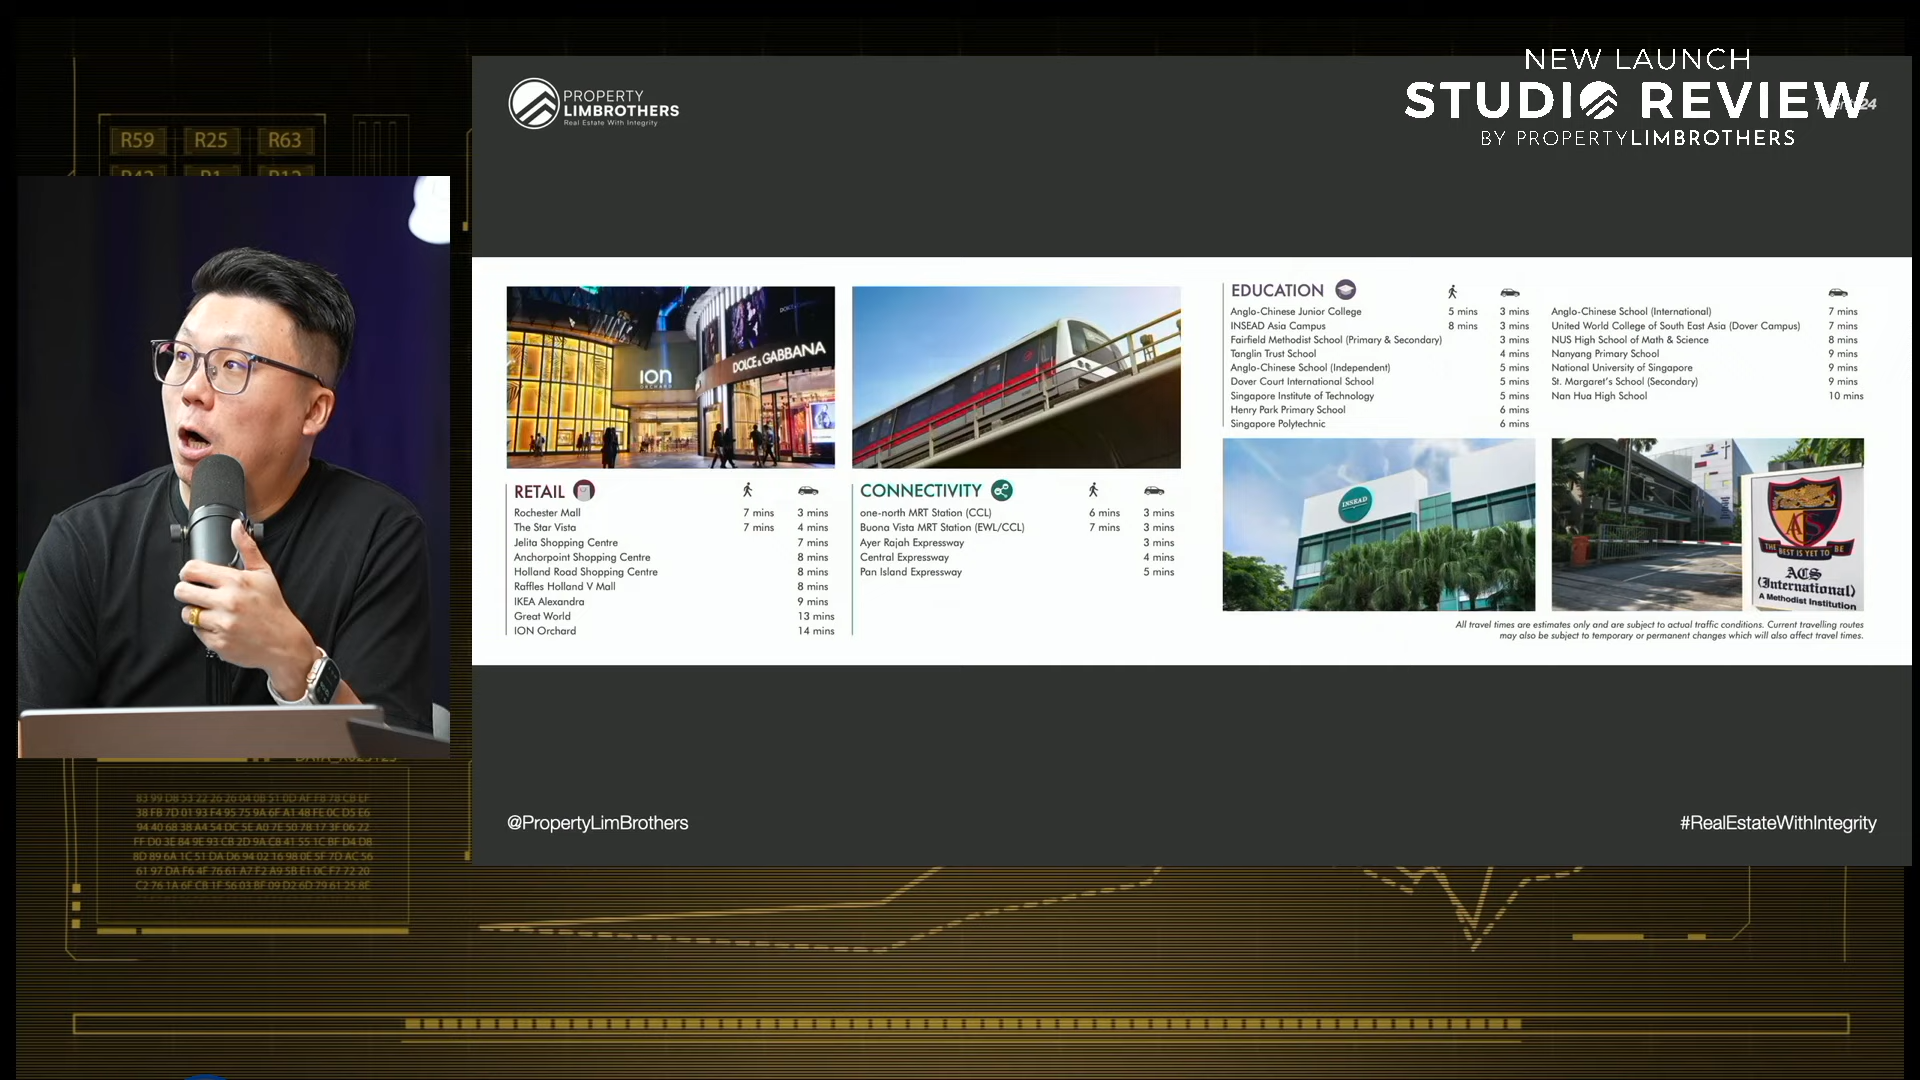 NEW LAUNCH
STUDIO REVIEW
BY PROPERTYLIMBROTHERS
24
PROPERTY
LIMBROTHERS
Real Estate With Integrity
R59 R25 R63
ION
ORCHARD
DOLCE & GABBANA
RETAIL
Rochester Mall 7 mins 3 mins
The Star Vista 7 mins 4 mins
Jelita Shopping Centre 7 mins
Anchorpoint Shopping Centre 8 mins
Holland Road Shopping Centre 8 mins
Raffles Holland V Mall 8 mins
IKEA Alexandra 9 mins
Great World 13 mins
ION Orchard 14 mins
CONNECTIVITY
one-north MRT Station (CCL) 6 mins 3 mins
Buona Vista MRT Station (EWL/CCL) 7 mins 3 mins
Ayer Rajah Expressway 3 mins
Central Expressway 4 mins
Pan Island Expressway 5 mins
EDUCATION
Anglo-Chinese Junior College 5 mins 3 mins
INSEAD Asia Campus 8 mins 3 mins
Fairfield Methodist School (Primary & Secondary) 3 mins
Tanglin Trust School 4 mins
Anglo-Chinese School (Independent) 5 mins
Dover Court International School 5 mins
Singapore Institute of Technology 5 mins
Henry Park Primary School 6 mins
Singapore Polytechnic 6 mins
Anglo-Chinese School (International) 7 mins
United World College of South East Asia (Dover Campus) 7 mins
NUS High School of Math & Science 8 mins
Nanyang Primary School 9 mins
National University of Singapore 9 mins
St. Margaret's School (Secondary) 9 mins
Nan Hua High School 10 mins
INSEAD
ACS
THE BEST IS YET TO BE
ACS
(International)
A Methodist Institution
All travel times are estimates only and are subject to actual traffic conditions. Current travelling routes
may also be subject to temporary or permanent changes which will also affect travel times.
@PropertyLimBrothers
#RealEstateWithIntegrity